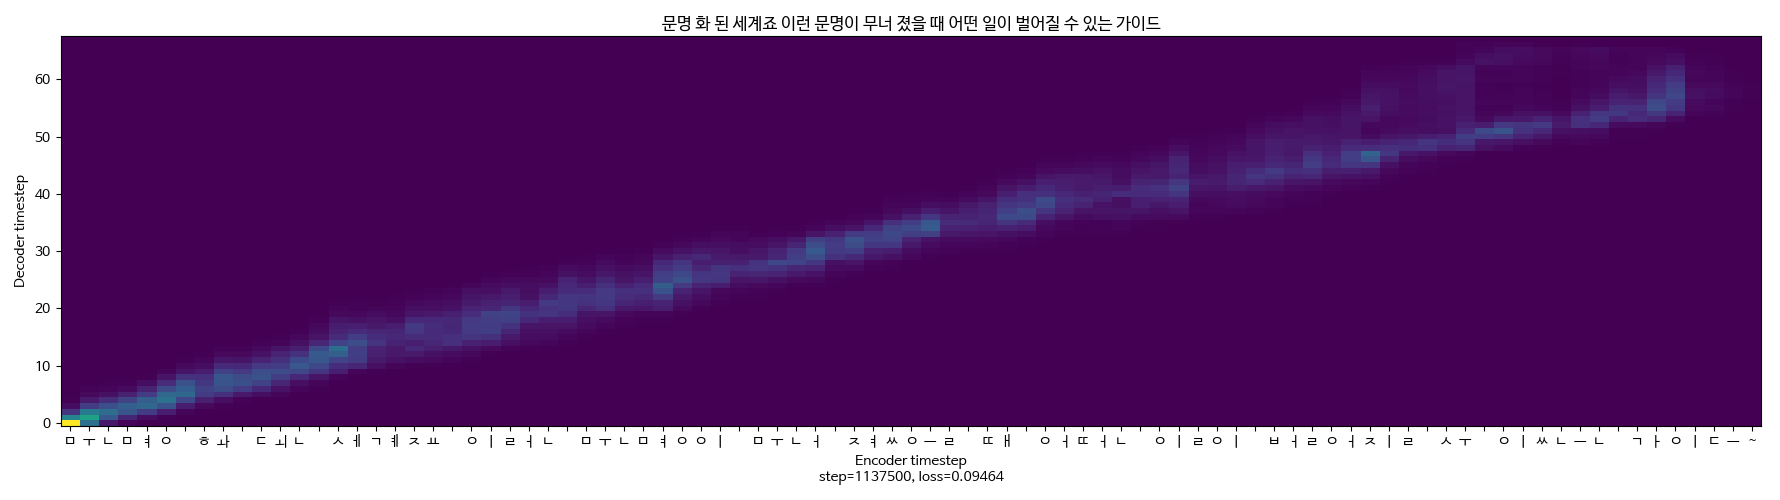 문명 화 된 세계죠 이런 문명이 무너 졌을 때 어떤 일이 벌어질 수 있는 가이드
60
50
40
30
20
10
0
Decoder timestep
ㅁㅜㄴㅁㅕㅇ ㅎㅘ ㄷㅚㄴ ㅅㅔㄱㅖㅈㅛ ㅇㅣㄹㅓㄴ ㅁㅜㄴㅁㅕㅇㅇㅣ ㅁㅜㄴㅓ ㅈㅕㅆㅇㅡㄹ ㄸㅐ ㅇㅓㄸㅓㄴ ㅇㅣㄹㅇㅣ ㅂㅓㄹㅇㅓㅈㅣㄹ ㅅㅜ ㅇㅣㅆㄴㅡㄴ ㄱㅏㅇㅣㄷㅡ~
Encoder timestep
step=1137500, loss=0.09464